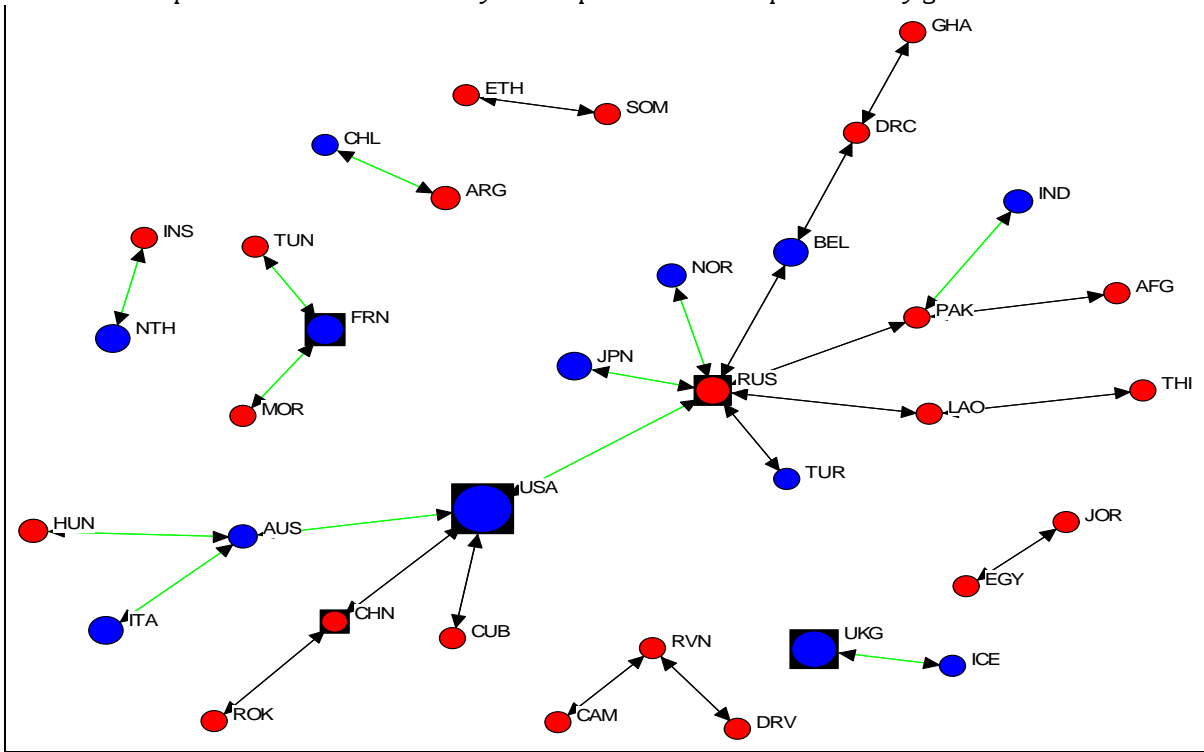 GHA
ETH
SOM
DRC
CHL
ARG
IND
INS
TUN
BEL
NOR
AFG
PAK
FRN
NTH
JPN
RUS
THI
MOR
LAO
TUR
USA
HUN
AUS
JOR
EGY
ITA
CHN
CUB
UKG
RVN
ICE
ROK
CAM
DRV